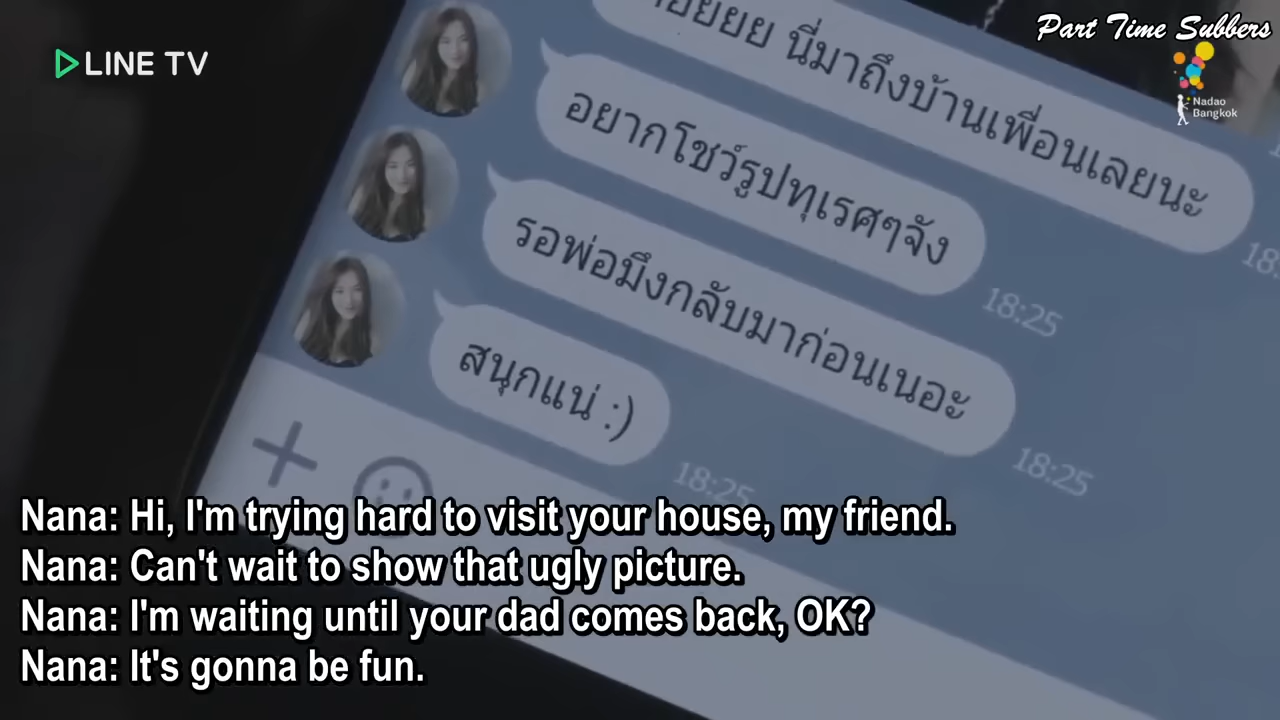 Part Time Subbers
LINE TV
Nadao
Bangkok
นี่มาถึงบ้านเพื่อนเลยนะ
อยากโชว์รูปทุเรศๆจัง
18:25
รอพ่อมึงกลับมาก่อนเนอะ
18:25
สนุกแน่ :)
18:25
Nana: Hi, I'm trying hard to visit your house, my friend.
Nana: Can't wait to show that ugly picture.
Nana: I'm waiting until your dad comes back, OK?
Nana: It's gonna be fun.